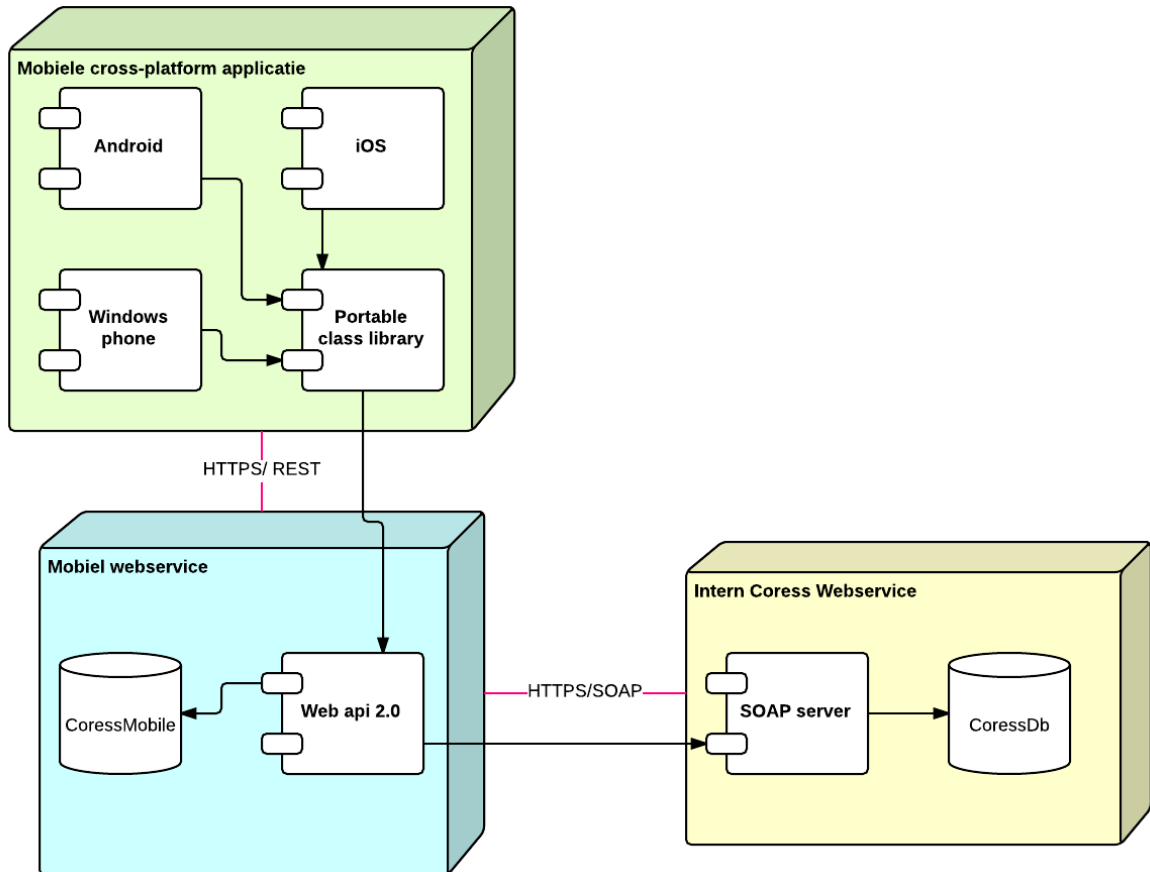 Mobiele cross-platform applicatie
Android
iOS
Windows
phone
Portable
class library
HTTPS/ REST
Mobiel webservice
CoressMobile
Web api 2.0
HTTPS/SOAP
Intern Coress Webservice
SOAP server
CoressDb